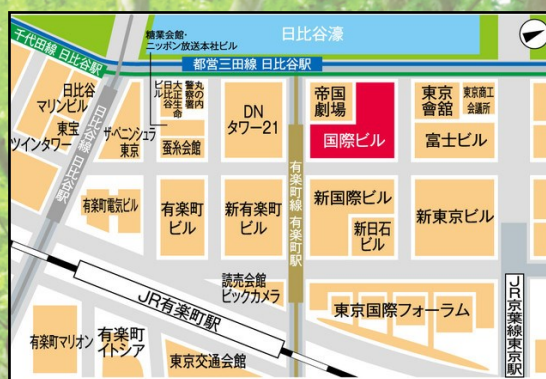 日比谷濠
千代田線 日比谷駅
都営三田線 日比谷駅
糖業会館・
ニッポン放送本社ビル
日比谷
マリンビル
東宝
ツインタワー
日比谷線 日比谷駅
ザ・ペニンシュラ
東京
丸の内
警察署
大正生命
日比谷
ビル
蚕糸会館
DN
タワー21
有楽町線 有楽町駅
帝国
劇場
国際ビル
東京
會舘
東京商工
会議所
富士ビル
有楽町電気ビル
有楽町
ビル
新有楽町
ビル
新国際ビル
新日石
ビル
新東京ビル
読売会館
ビックカメラ
JR有楽町駅
東京国際フォーラム
JR京葉線東京駅
有楽町マリオン
有楽町
イトシア
東京交通会館